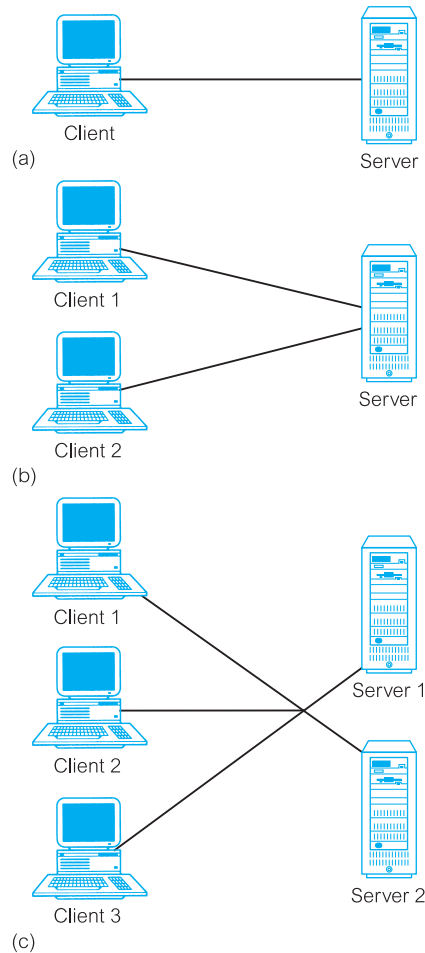 Client
Server
(a)
Client 1
Server
Client 2
(b)
Client 1
Server 1
Client 2
Server 2
Client 3
(c)